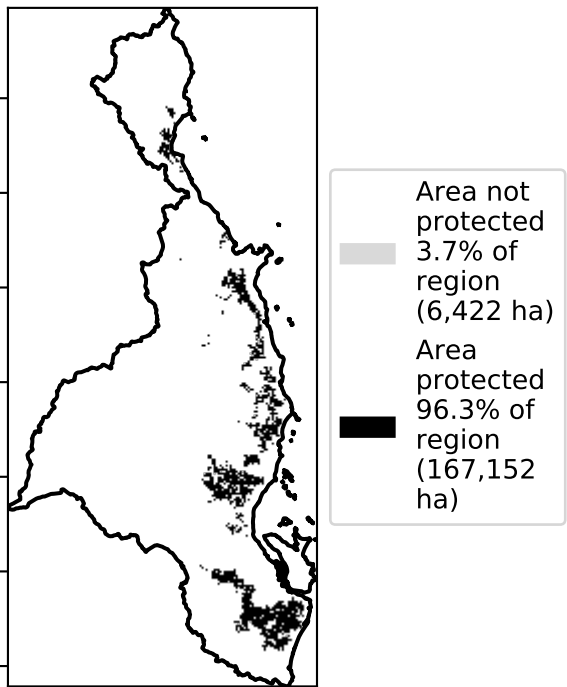 Area not
protected
3.7% of
region
(6,422 ha)
Area
protected
96.3% of
region
(167,152
ha)